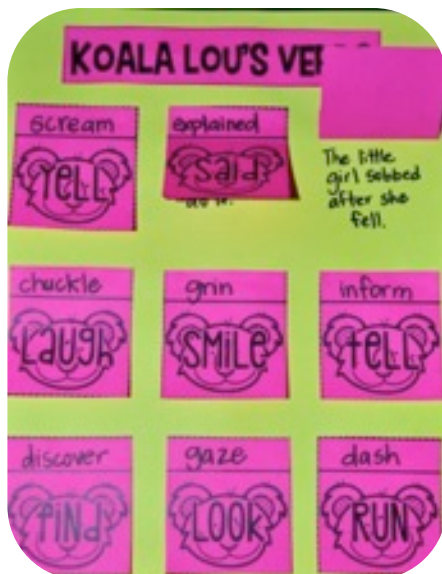 KOALA LOU'S VER
scream
YELL
explained
said
The little
girl sobbed
after she
fell.
chuckle
LAUGH
grin
SMILE
inform
tELL
discover
fiNd
gaze
LOOK
dash
RUN